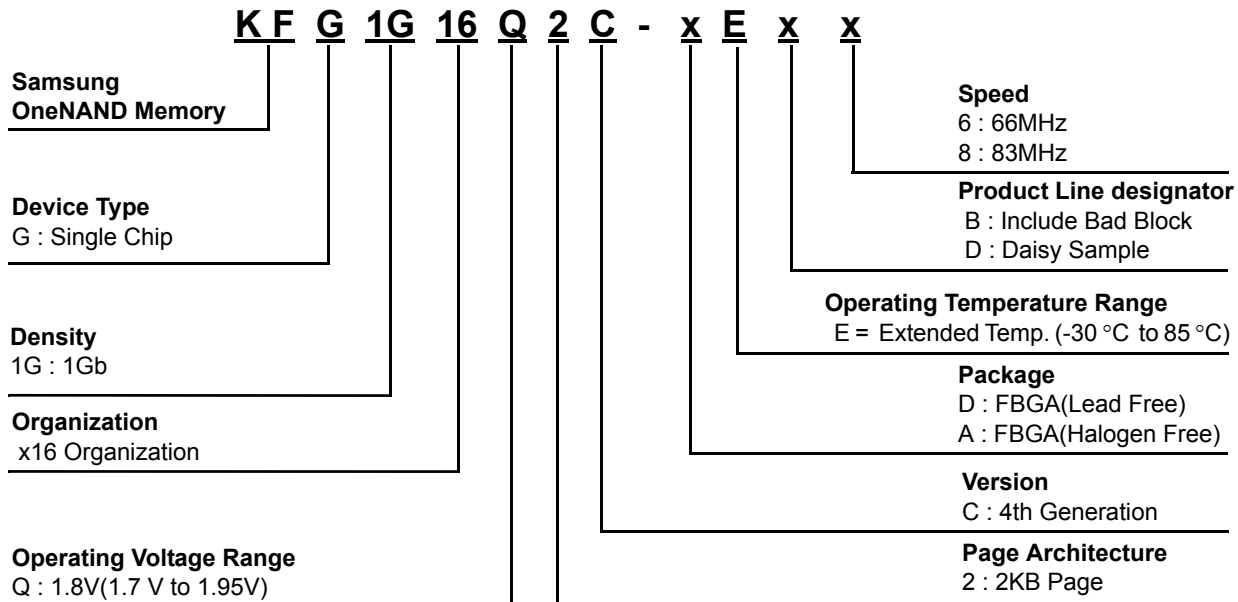 KF G 1G 16 Q 2 C - x E x x
Samsung
OneNAND Memory
Device Type
G : Single Chip
Density
1G : 1Gb
Organization
x16 Organization
Operating Voltage Range
Q : 1.8V(1.7 V to 1.95V)
Speed
6 : 66MHz
8 : 83MHz
Product Line designator
B : Include Bad Block
D : Daisy Sample
Operating Temperature Range
E = Extended Temp. (-30 °C to 85 °C)
Package
D : FBGA(Lead Free)
A : FBGA(Halogen Free)
Version
C : 4th Generation
Page Architecture
2 : 2KB Page